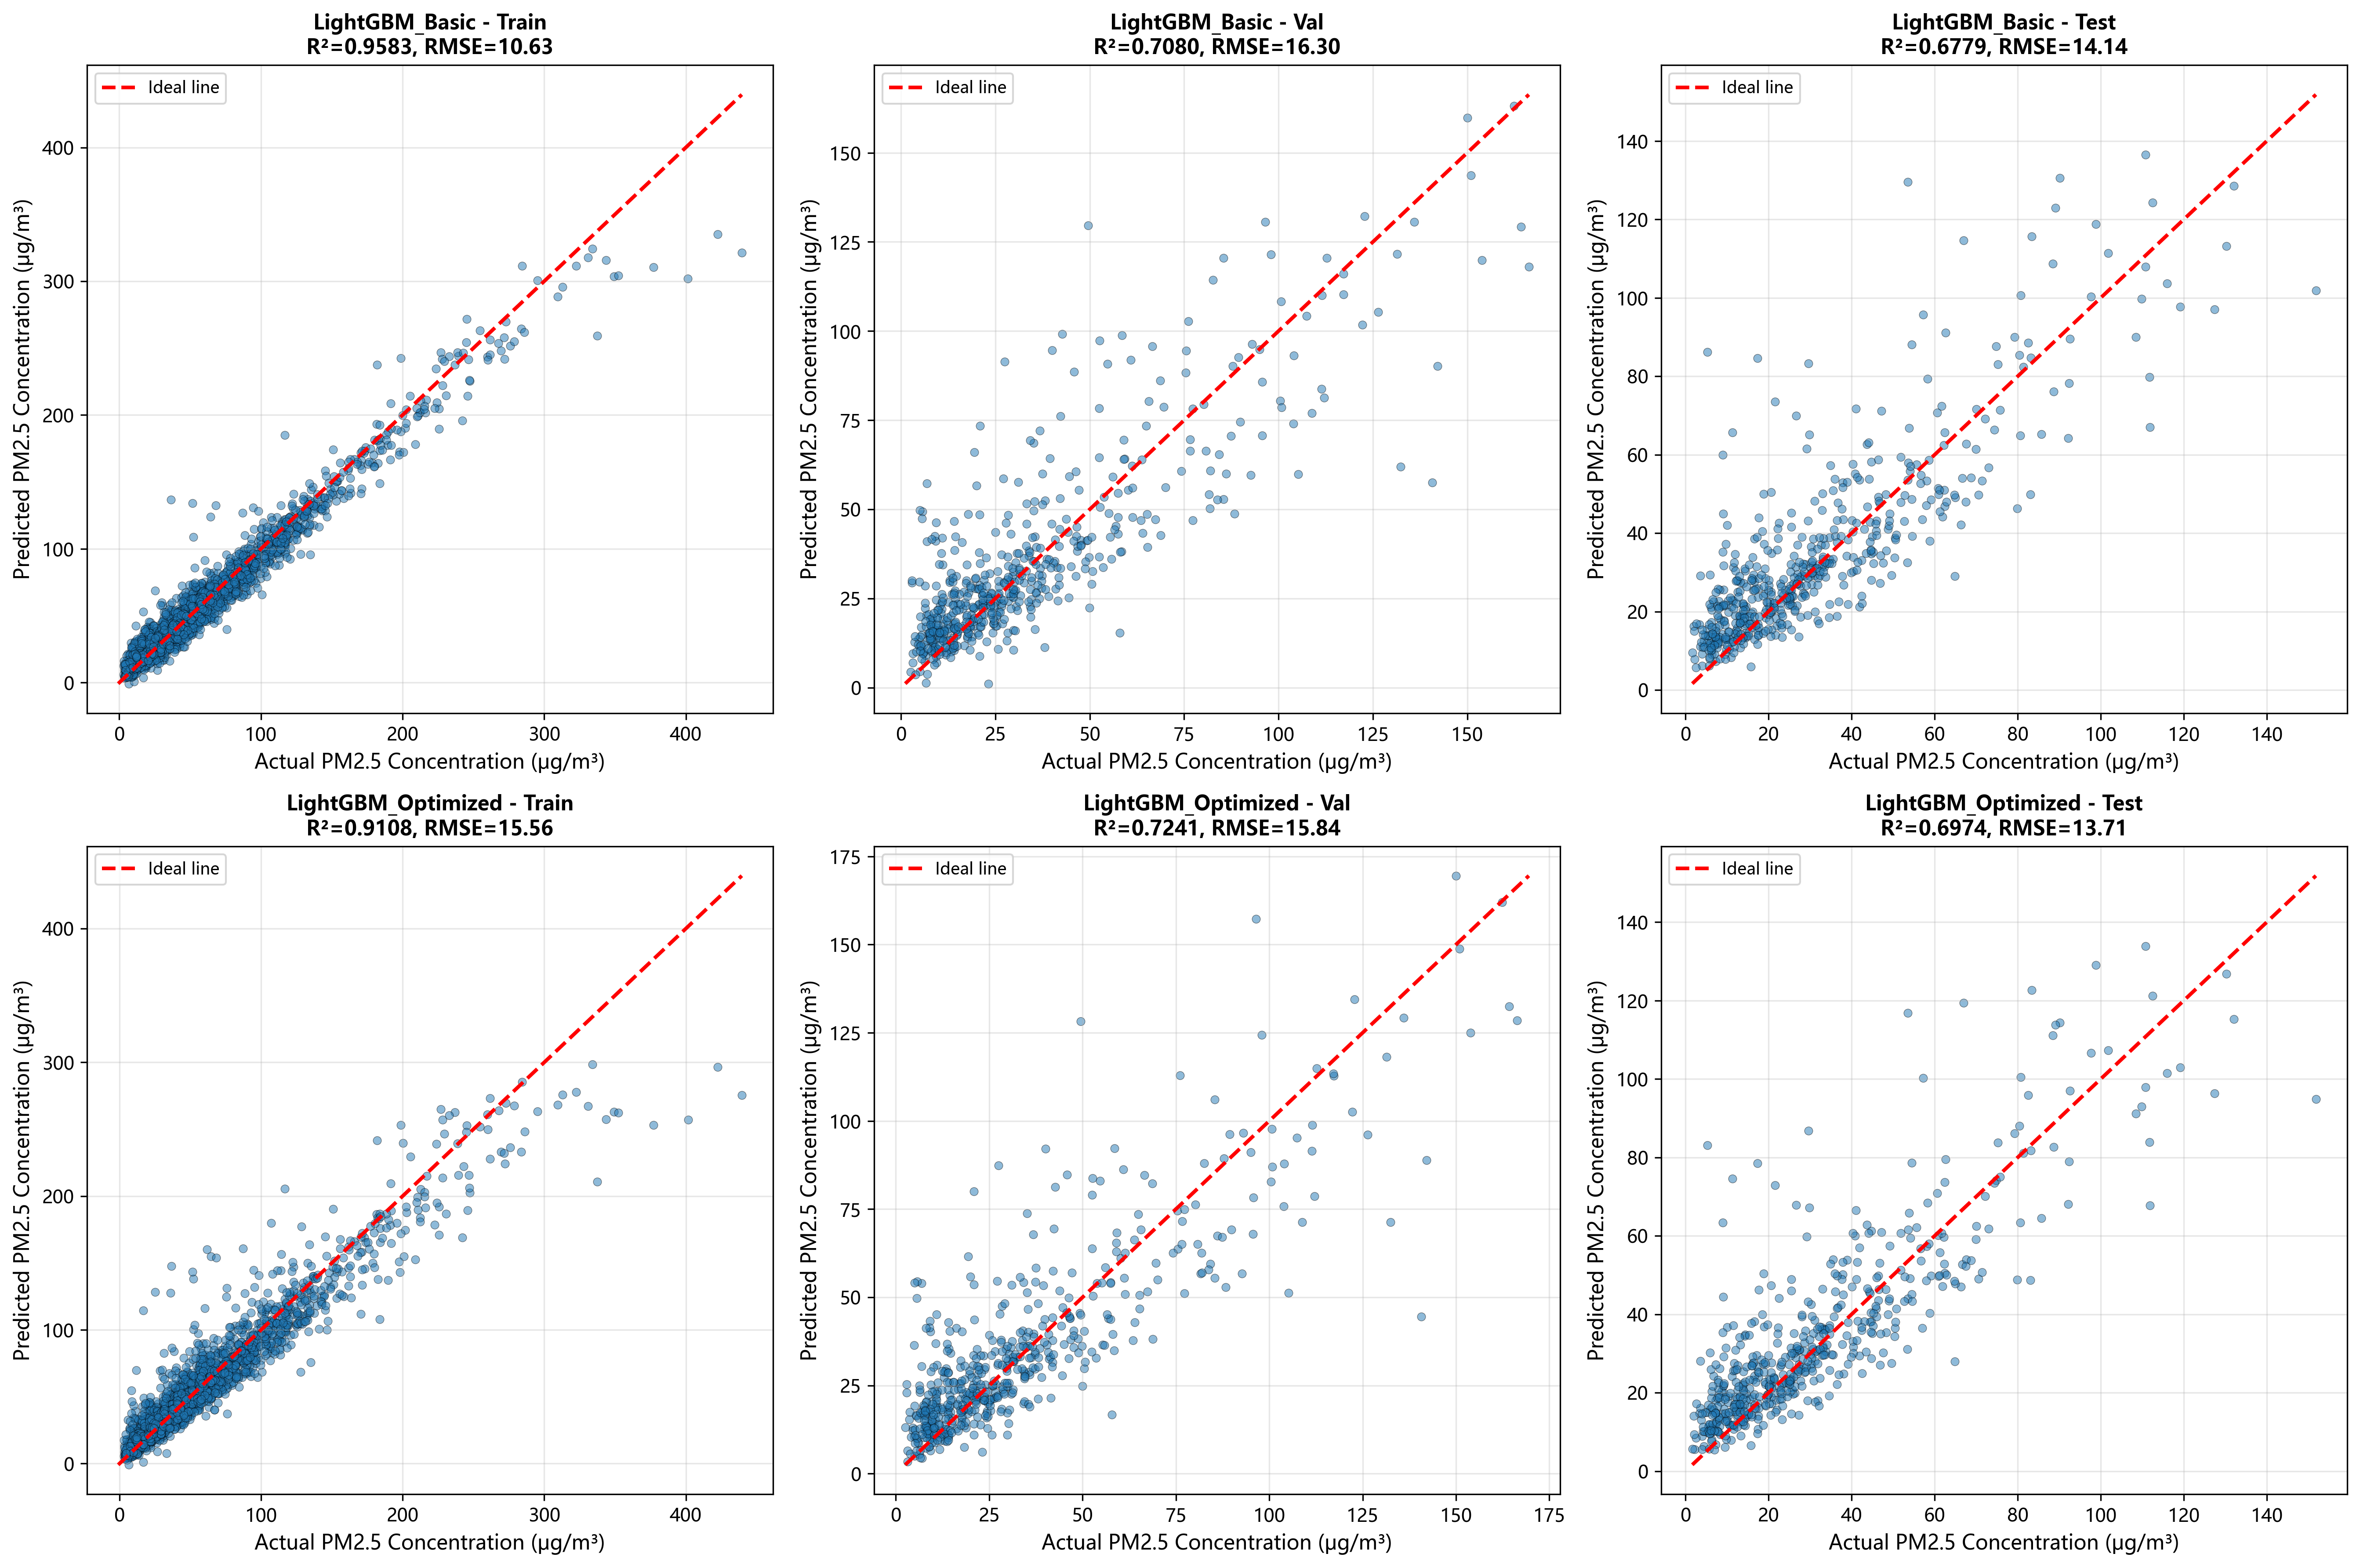 LightGBM_Basic - Train
R²=0.9583, RMSE=10.63
Ideal line
Predicted PM2.5 Concentration (μg/m³)
400
300
200
100
0
0 100 200 300 400
Actual PM2.5 Concentration (μg/m³)
LightGBM_Basic - Val
R²=0.7080, RMSE=16.30
Ideal line
Predicted PM2.5 Concentration (μg/m³)
150
125
100
75
50
25
0
0 25 50 75 100 125 150
Actual PM2.5 Concentration (μg/m³)
LightGBM_Basic - Test
R²=0.6779, RMSE=14.14
Ideal line
Predicted PM2.5 Concentration (μg/m³)
140
120
100
80
60
40
20
0
0 20 40 60 80 100 120 140
Actual PM2.5 Concentration (μg/m³)
LightGBM_Optimized - Train
R²=0.9108, RMSE=15.56
Ideal line
Predicted PM2.5 Concentration (μg/m³)
400
300
200
100
0
0 100 200 300 400
Actual PM2.5 Concentration (μg/m³)
LightGBM_Optimized - Val
R²=0.7241, RMSE=15.84
Ideal line
Predicted PM2.5 Concentration (μg/m³)
175
150
125
100
75
50
25
0
0 25 50 75 100 125 150 175
Actual PM2.5 Concentration (μg/m³)
LightGBM_Optimized - Test
R²=0.6974, RMSE=13.71
Ideal line
Predicted PM2.5 Concentration (μg/m³)
140
120
100
80
60
40
20
0
0 20 40 60 80 100 120 140
Actual PM2.5 Concentration (μg/m³)